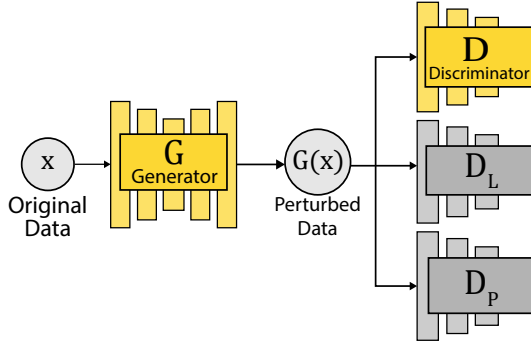 x
Original
Data
G
Generator
G(x)
Perturbed
Data
D
Discriminator
D_L
D_P